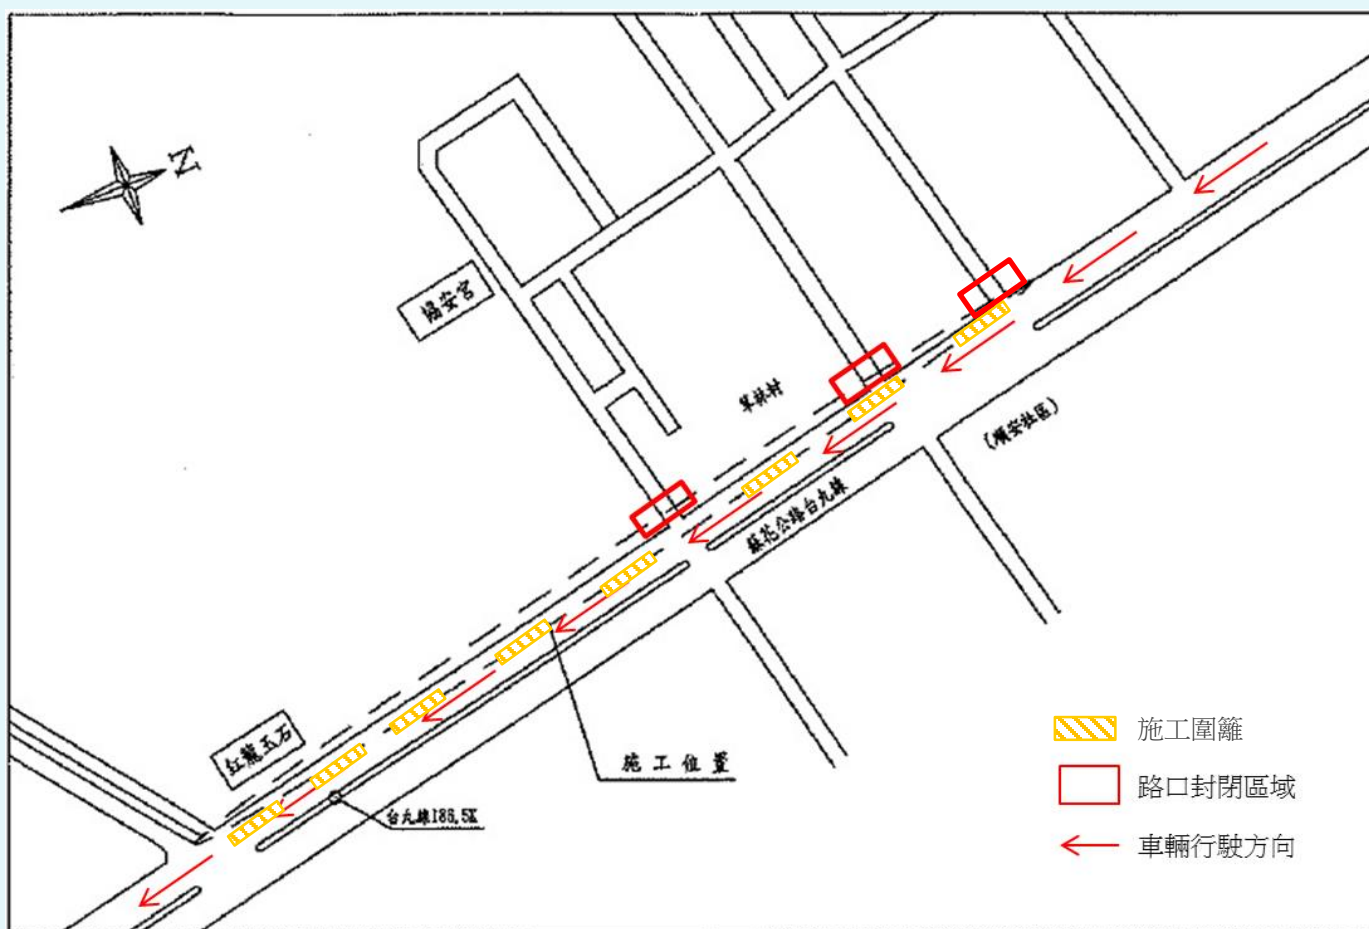 N
協安宮
草林村
(順安社區)
蘇花公路台九線
紅龍玉石
施工位置
台九線186.5K
施工圍籬
路口封閉區域
車輛行駛方向